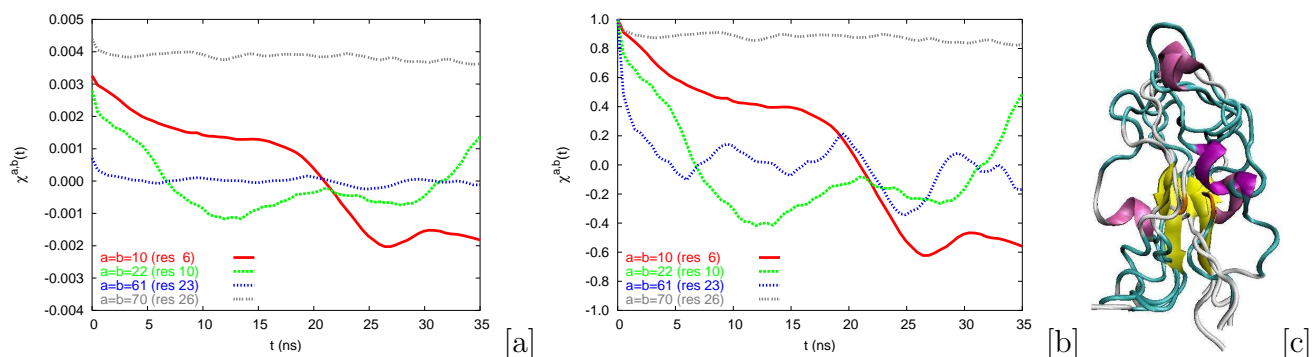 0.005
0.004
0.003
0.002
0.001
0.000
-0.001
-0.002
-0.003
-0.004
χ^{a,b}(t)
a=b=10 (res 6)
a=b=22 (res 10)
a=b=61 (res 23)
a=b=70 (res 26)
0 5 10 15 20 25 30 35
t (ns)
[a]
1.0
0.8
0.6
0.4
0.2
0.0
-0.2
-0.4
-0.6
-0.8
-1.0
χ^{a,b}(t)
a=b=10 (res 6)
a=b=22 (res 10)
a=b=61 (res 23)
a=b=70 (res 26)
0 5 10 15 20 25 30 35
t (ns)
[b]
[c]